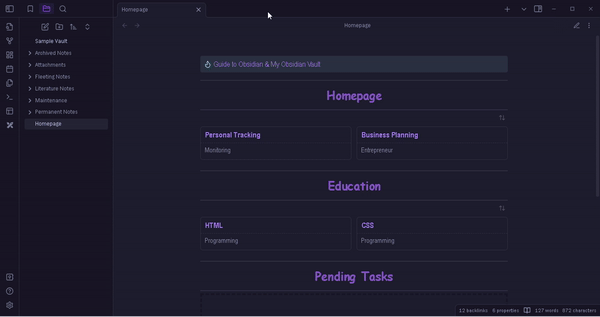 Homepage
Homepage
Sample Vault
Archived Notes
Attachments
Fleeting Notes
Literature Notes
Maintenance
Permanent Notes
Homepage
Guide to Obsidian & My Obsidian Vault
Homepage
Personal Tracking
Monitoring
Business Planning
Entrepreneur
Education
HTML
Programming
CSS
Programming
Pending Tasks
12 backlinks 8 properties 127 words 872 characters